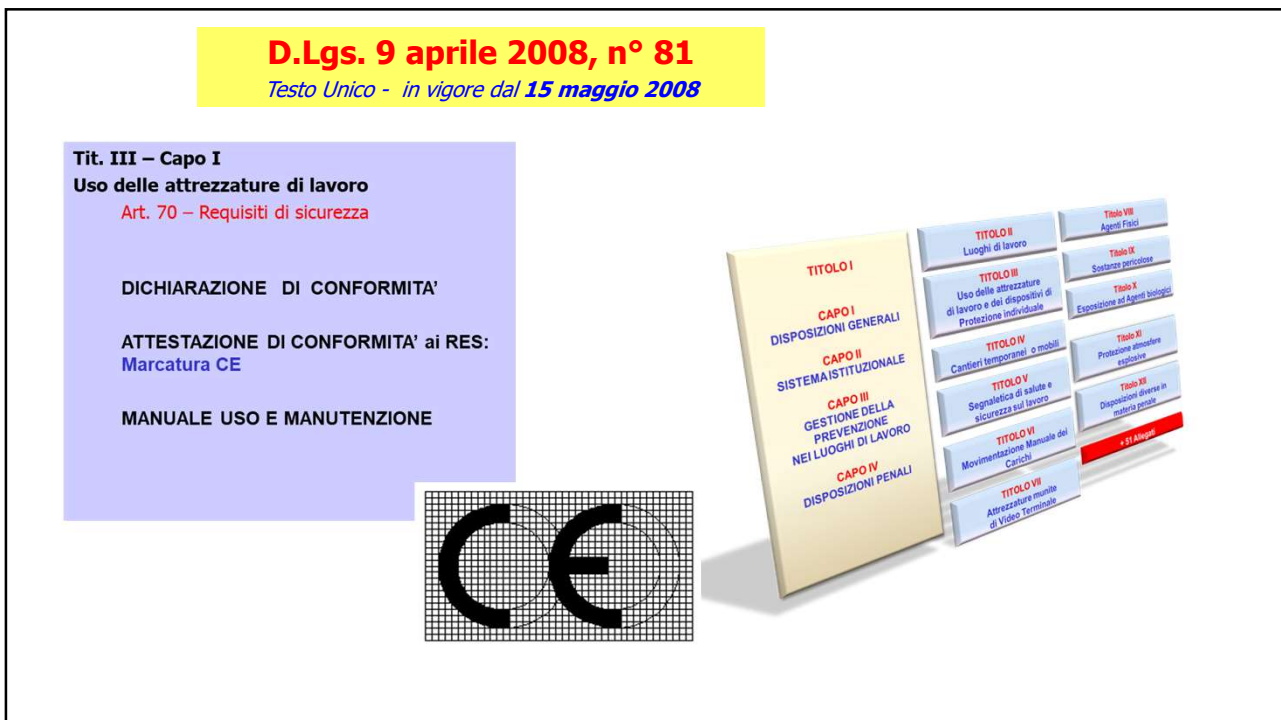 D.Lgs. 9 aprile 2008, n° 81
Testo Unico - in vigore dal 15 maggio 2008
Tit. III – Capo I
Uso delle attrezzature di lavoro
Art. 70 – Requisiti di sicurezza
DICHIARAZIONE DI CONFORMITA'
ATTESTAZIONE DI CONFORMITA' ai RES:
Marcatura CE
MANUALE USO E MANUTENZIONE
CE
TITOLO I
CAPO I
DISPOSIZIONI GENERALI
CAPO II
SISTEMA ISTITUZIONALE
CAPO III
GESTIONE DELLA
PREVENZIONE
NEI LUOGHI DI LAVORO
CAPO IV
DISPOSIZIONI PENALI
TITOLO II
Luoghi di lavoro
TITOLO III
Uso delle attrezzature
di lavoro e dei dispositivi di
Protezione individuale
TITOLO IV
Cantieri temporanei o mobili
TITOLO V
Segnaletica di salute e
sicurezza sul lavoro
TITOLO VI
Movimentazione Manuale dei
Carichi
TITOLO VII
Attrezzature munite
di Video Terminale
Titolo VIII
Agenti Fisici
Titolo IX
Sostanze pericolose
Titolo X
Esposizione ad Agenti biologici
Titolo XI
Protezione atmosfere
esplosive
Titolo XII
Disposizioni diverse in
materia penale
+ 51 Allegati